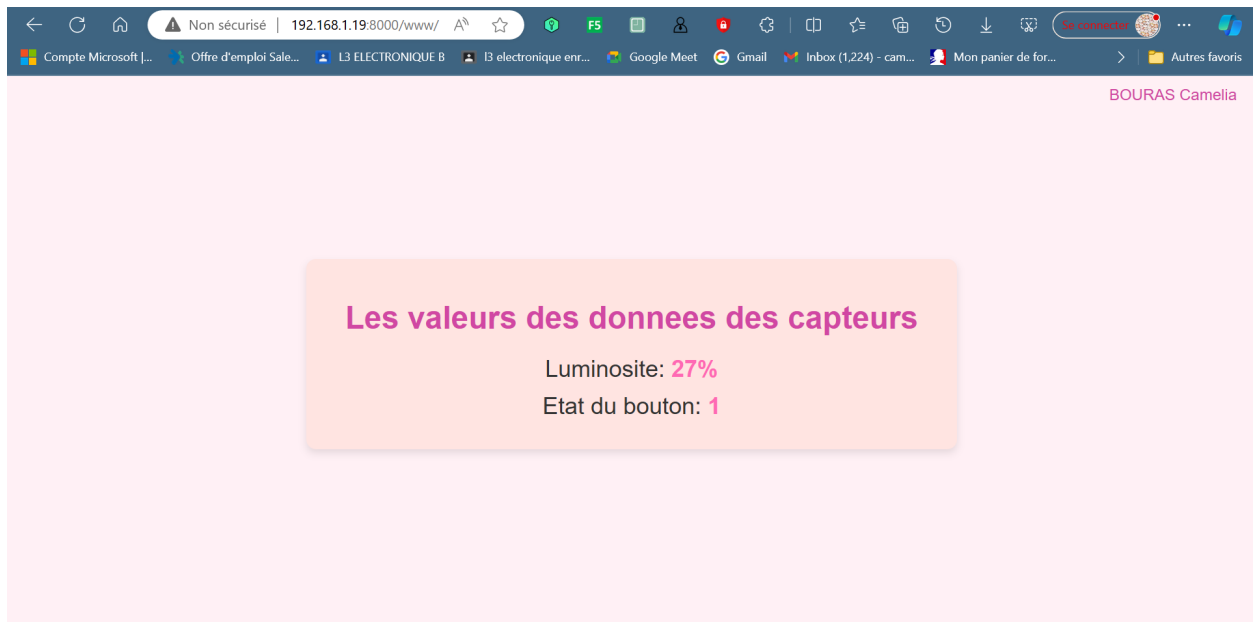 Non sécurisé | 192.168.1.19:8000/www/ A F5 Se connecter ...
Compte Microsoft |... Offre d'emploi Sale... L3 ELECTRONIQUE B l3 electronique enr... Google Meet Gmail Inbox (1,224) - cam... Mon panier de for... Autres favoris
BOURAS Camelia
Les valeurs des donnees des capteurs
Luminosite: 27%
Etat du bouton: 1